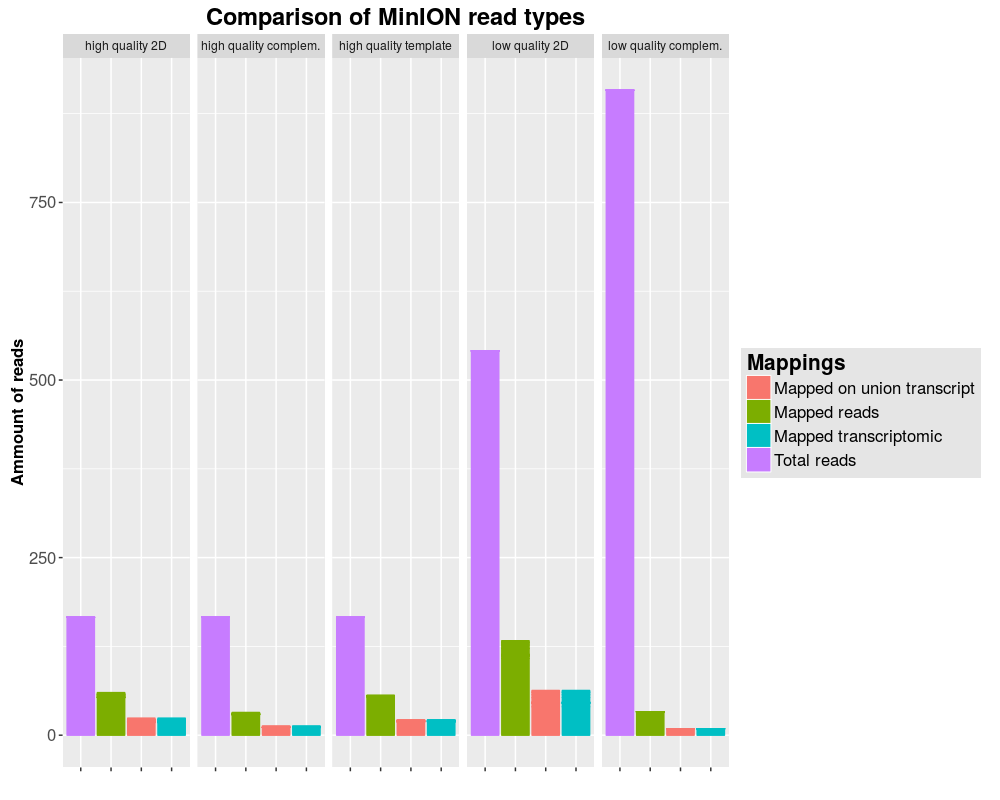 Comparison of MinION read types
high quality 2D
high quality complem.
high quality template
low quality 2D
low quality complem.
Ammount of reads
750
500
250
0
Mappings
Mapped on union transcript
Mapped reads
Mapped transcriptomic
Total reads